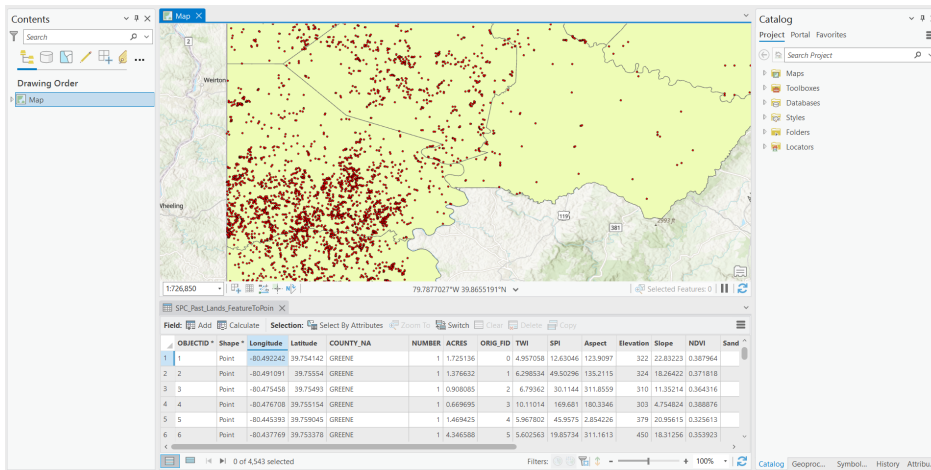 Contents
Search
Drawing Order
Map
Map
2
Weirton
Wheeling
119
381
2993 ft
1:726,850
79.7877027°W 39.8655191°N
Selected Features: 0
SPC_Past_Lands_FeatureToPoin
Field: Add Calculate Selection: Select By Attributes Zoom To Switch Clear Delete Copy
OBJECTID * Shape * Longitude Latitude COUNTY_NA NUMBER ACRES ORIG_FID TWI SPI Aspect Elevation Slope NDVI Sand
1 1 Point -80.492242 39.754142 GREENE 1 1.725136 0 4.957058 12.63046 123.9097 322 22.83223 0.387964
2 2 Point -80.491091 39.75554 GREENE 1 1.376632 1 6.298534 49.50296 135.2115 324 18.26422 0.371818
3 3 Point -80.475458 39.75493 GREENE 1 0.908085 2 6.79362 30.1144 311.8559 310 11.35214 0.364316
4 4 Point -80.476708 39.755154 GREENE 1 0.669695 3 10.11014 169.681 180.3346 303 4.754824 0.388876
5 5 Point -80.445393 39.759045 GREENE 1 1.469425 4 5.967802 45.9575 2.854226 379 20.95615 0.325613
6 6 Point -80.437769 39.753378 GREENE 1 4.346588 5 5.602563 19.85734 311.1613 450 18.31256 0.353923
0 of 4,543 selected
Filters:
100%
Catalog
Project Portal Favorites
Search Project
Maps
Toolboxes
Databases
Styles
Folders
Locators
Catalog Geoproc... Symbol... History Attribu